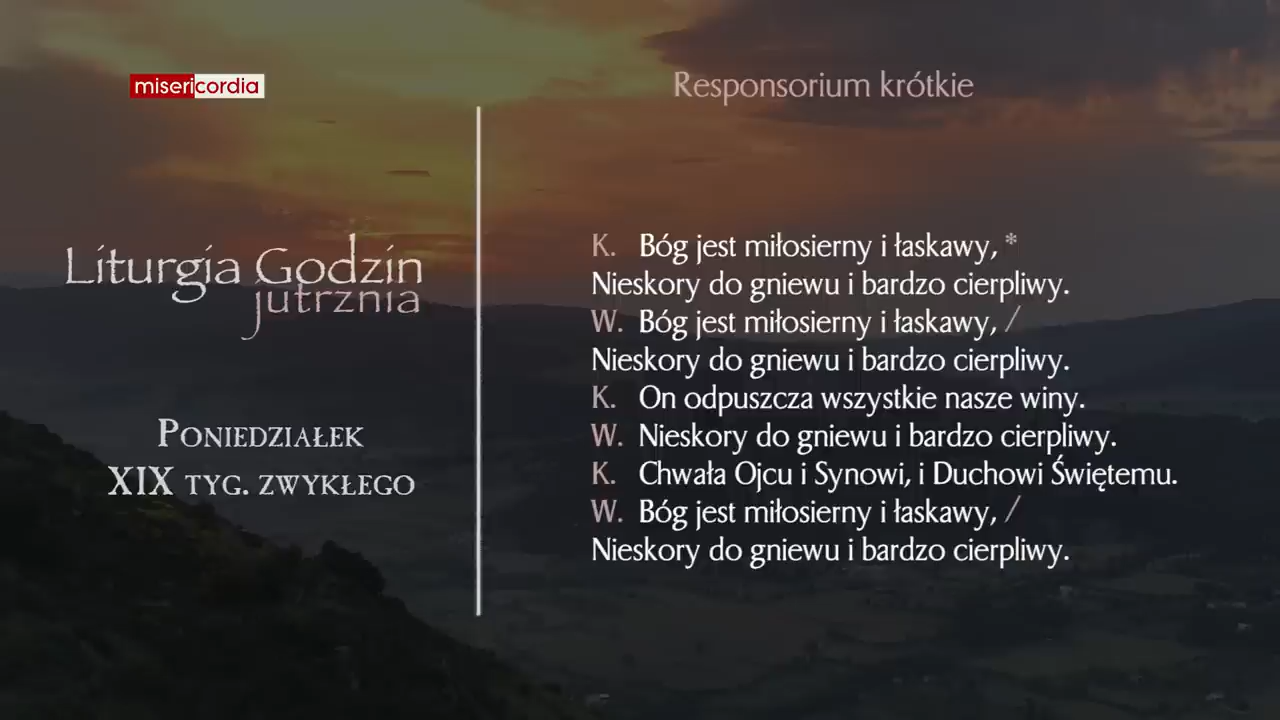 misericordia
Responsorium krótkie
Liturgia Godzin
jutrznia
Poniedziałek
XIX tyg. zwykłego
K. Bóg jest miłosierny i łaskawy, *
Nieskory do gniewu i bardzo cierpliwy.
W. Bóg jest miłosierny i łaskawy, /
Nieskory do gniewu i bardzo cierpliwy.
K. On odpuszcza wszystkie nasze winy.
W. Nieskory do gniewu i bardzo cierpliwy.
K. Chwała Ojcu i Synowi, i Duchowi Świętemu.
W. Bóg jest miłosierny i łaskawy, /
Nieskory do gniewu i bardzo cierpliwy.